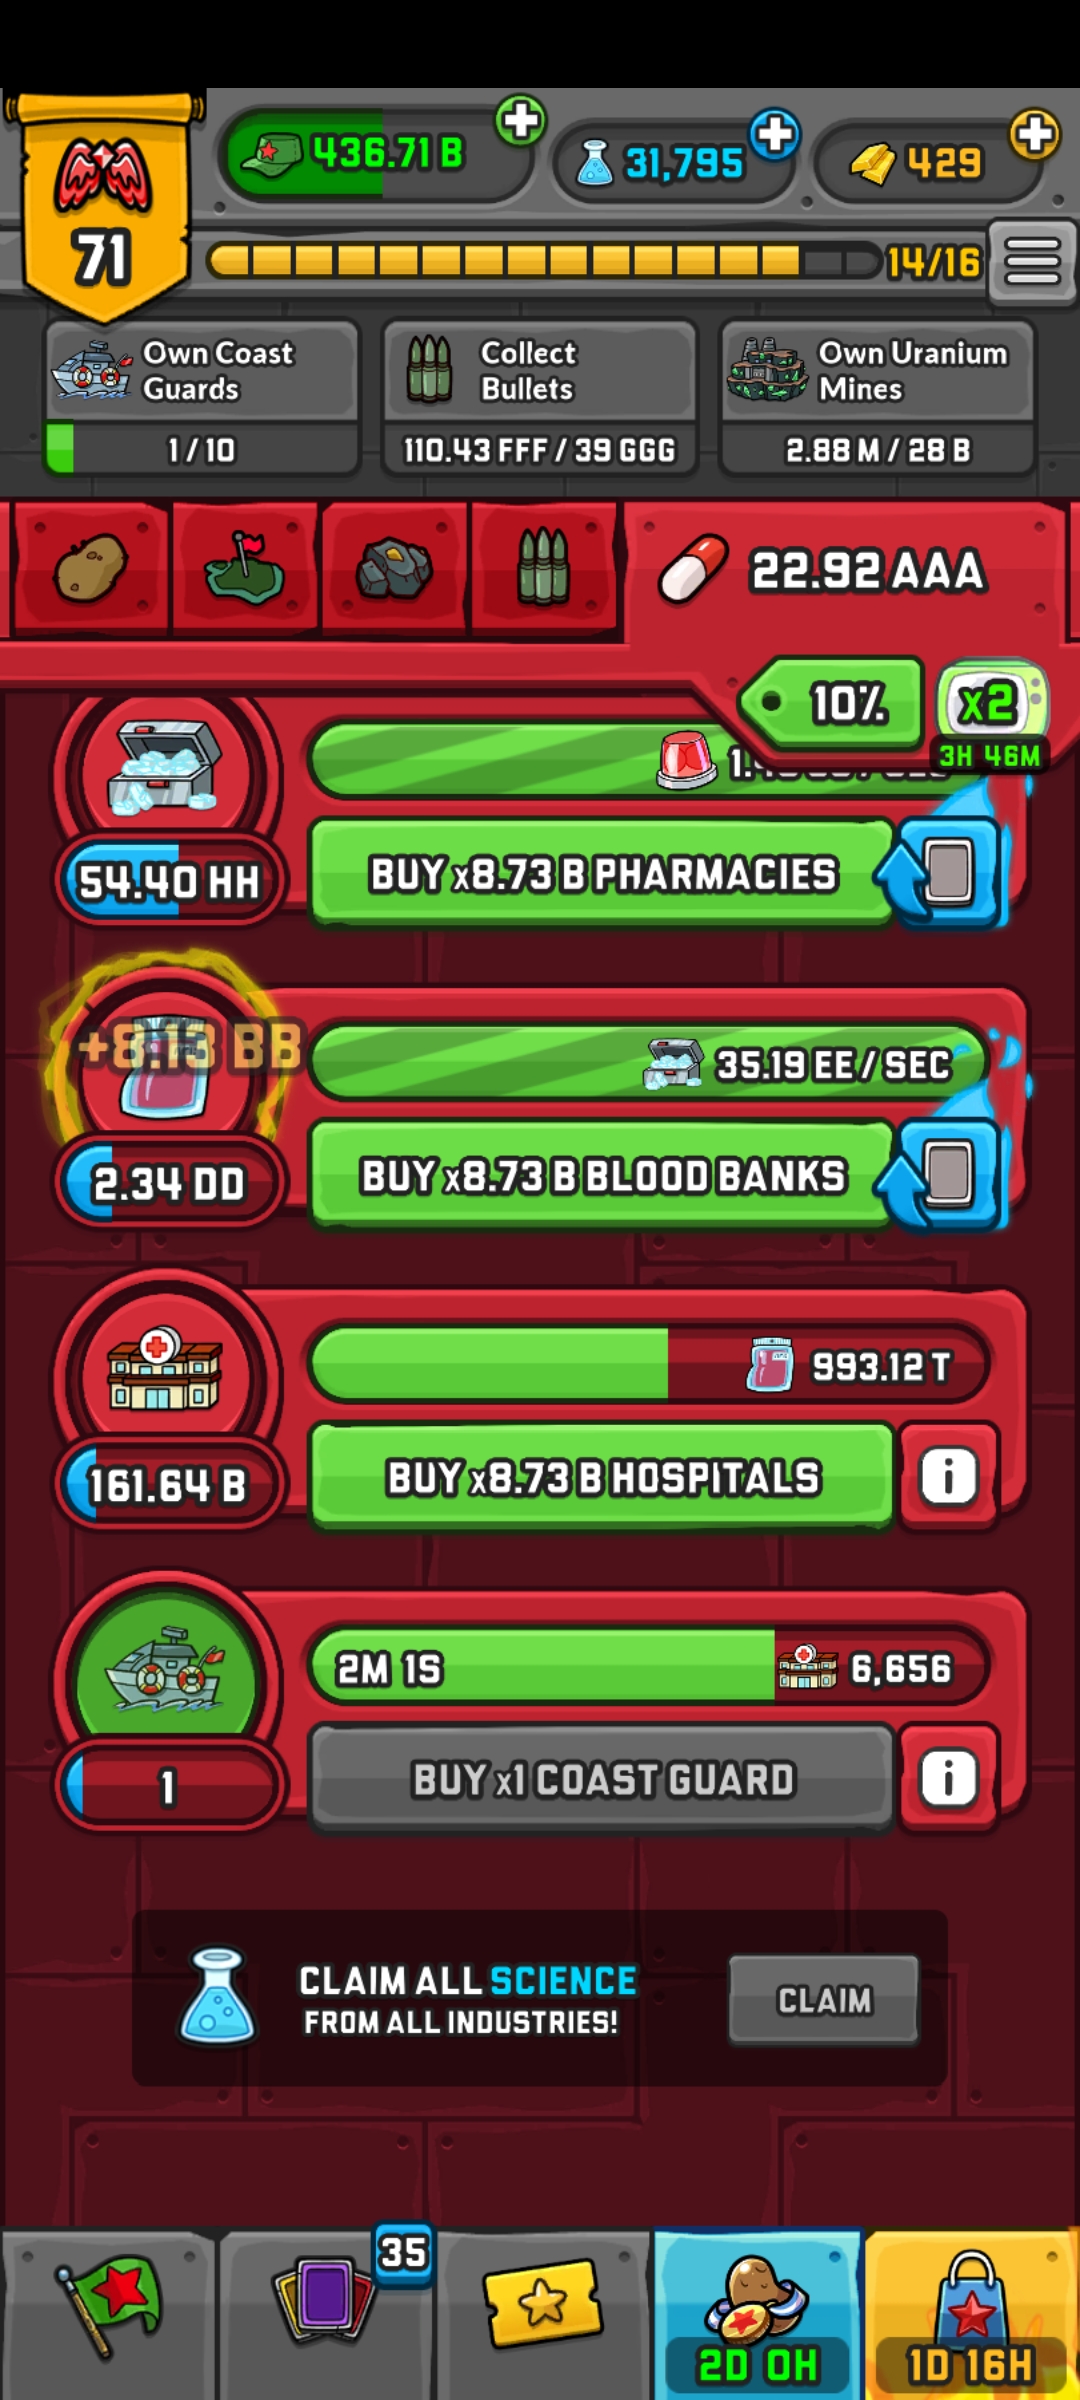 71
436.71 B
31,795
429
14/16
Own Coast
Guards
1 / 10
Collect
Bullets
110.43 FFF / 39 GGG
Own Uranium
Mines
2.88 M / 28 B
22.92 AAA
10%
x2
3H 46M
54.40 HH
BUY x8.73 B PHARMACIES
+8.13 BB
35.19 EE / SEC
2.34 DD
BUY x8.73 B BLOOD BANKS
993.12 T
161.64 B
BUY x8.73 B HOSPITALS
i
2M 1S
6,656
1
BUY x1 COAST GUARD
i
CLAIM ALL SCIENCE
FROM ALL INDUSTRIES!
CLAIM
35
2D 0H
1D 16H